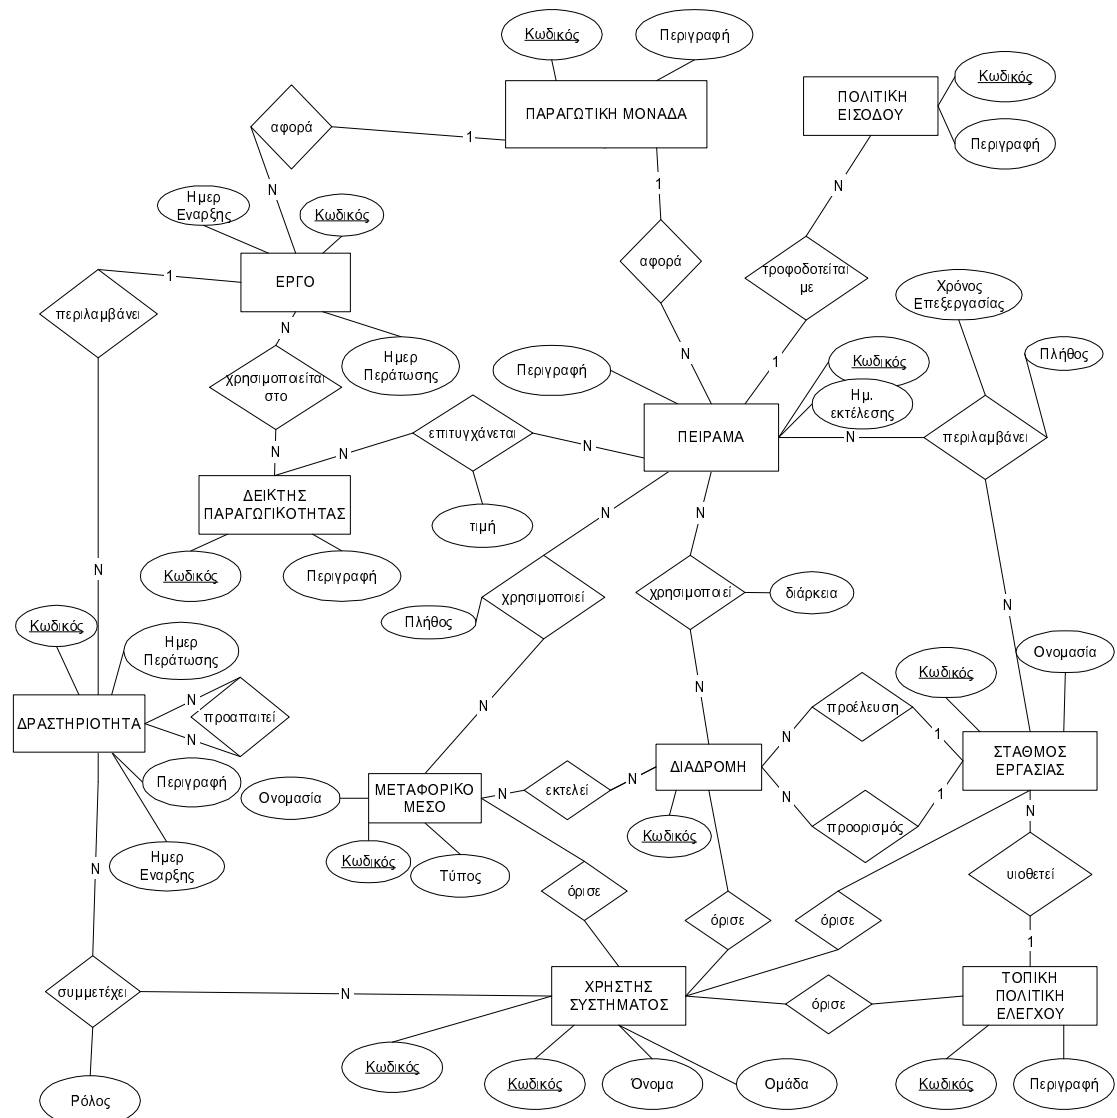 Κωδικός
Περιγραφή
ΠΑΡΑΓΩΤΙΚΗ ΜΟΝΑΔΑ
ΠΟΛΙΤΙΚΗ
ΕΙΣΟΔΟΥ
Κωδικός
Περιγραφή
αφορά
1
N
1
N
Ημερ
Εναρξης
Κωδικός
ΕΡΓΟ
1
περιλαμβάνει
N
αφορά
τροφοδοτείται
με
Χρόνος
Επεξεργασίας
Ημερ
Περάτωσης
N
χρησιμοποιείται
στο
N
Περιγραφή
N
1
Κωδικός
Ημ.
εκτέλεσης
Πλήθος
ΠΕΙΡΑΜΑ
N
περιλαμβάνει
επιτυγχάνεται
N
N
τιμή
ΔΕΙΚΤΗΣ
ΠΑΡΑΓΩΓΙΚΟΤΗΤΑΣ
Κωδικός
Περιγραφή
N
N
N
N
χρησιμοποιεί
Πλήθος
χρησιμοποιεί
διάρκεια
Κωδικός
Ημερ
Περάτωσης
Κωδικός
Ονομασία
ΔΡΑΣΤΗΡΙΟΤΗΤΑ
N
N
προαπαιτεί
N
N
προέλευση
N
1
ΣΤΑΘΜΟΣ
ΕΡΓΑΣΙΑΣ
Περιγραφή
Ημερ
Εναρξης
Ονομασία
ΜΕΤΑΦΟΡΙΚΟ
ΜΕΣΟ
N
εκτελεί
N
ΔΙΑΔΡΟΜΗ
N
1
προορισμός
Κωδικός
Τύπος
Κωδικός
N
N
υιοθετεί
1
όρισε
όρισε
όρισε
συμμετέχει
N
ΧΡΗΣΤΗΣ
ΣΥΣΤΗΜΑΤΟΣ
όρισε
ΤΟΠΙΚΗ
ΠΟΛΙΤΙΚΗ
ΕΛΕΓΧΟΥ
Ρόλος
Κωδικός
Κωδικός
Όνομα
Ομάδα
Κωδικός
Περιγραφή